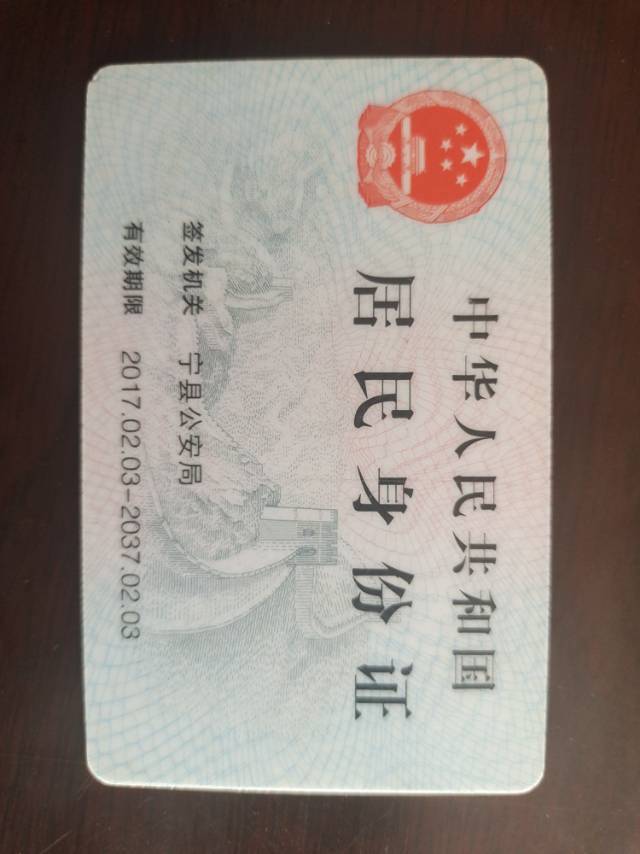 中华人民共和国
居民身份证
签发机关 宁县公安局
有效期限 2017.02.03-2037.02.03